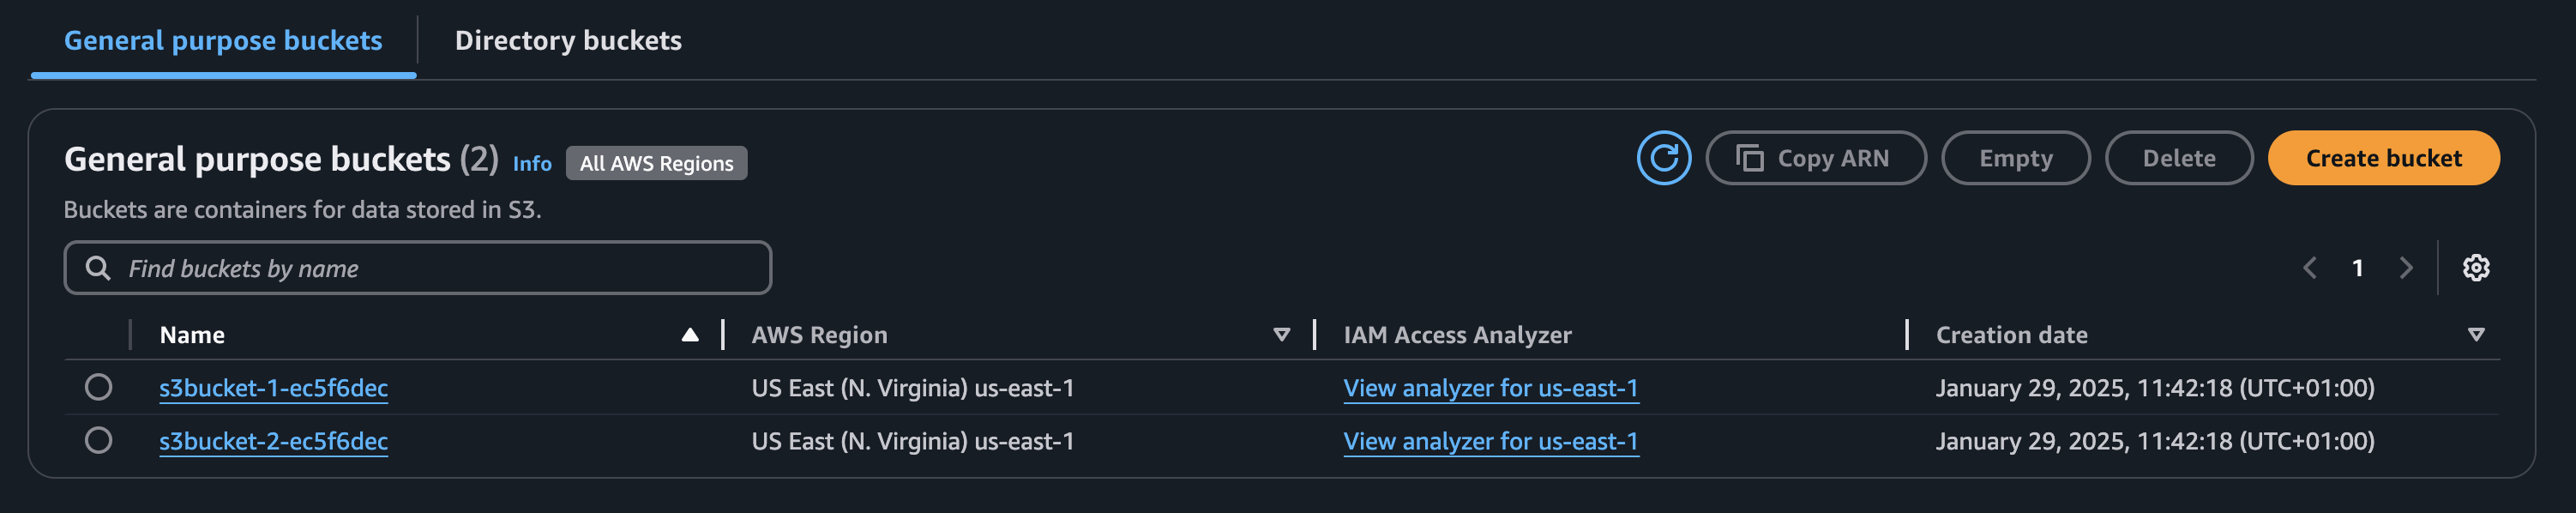 General purpose buckets Directory buckets
General purpose buckets (2) Info All AWS Regions Copy ARN Empty Delete Create bucket
Buckets are containers for data stored in S3.
Find buckets by name 1
Name AWS Region IAM Access Analyzer Creation date
s3bucket-1-ec5f6dec US East (N. Virginia) us-east-1 View analyzer for us-east-1 January 29, 2025, 11:42:18 (UTC+01:00)
s3bucket-2-ec5f6dec US East (N. Virginia) us-east-1 View analyzer for us-east-1 January 29, 2025, 11:42:18 (UTC+01:00)